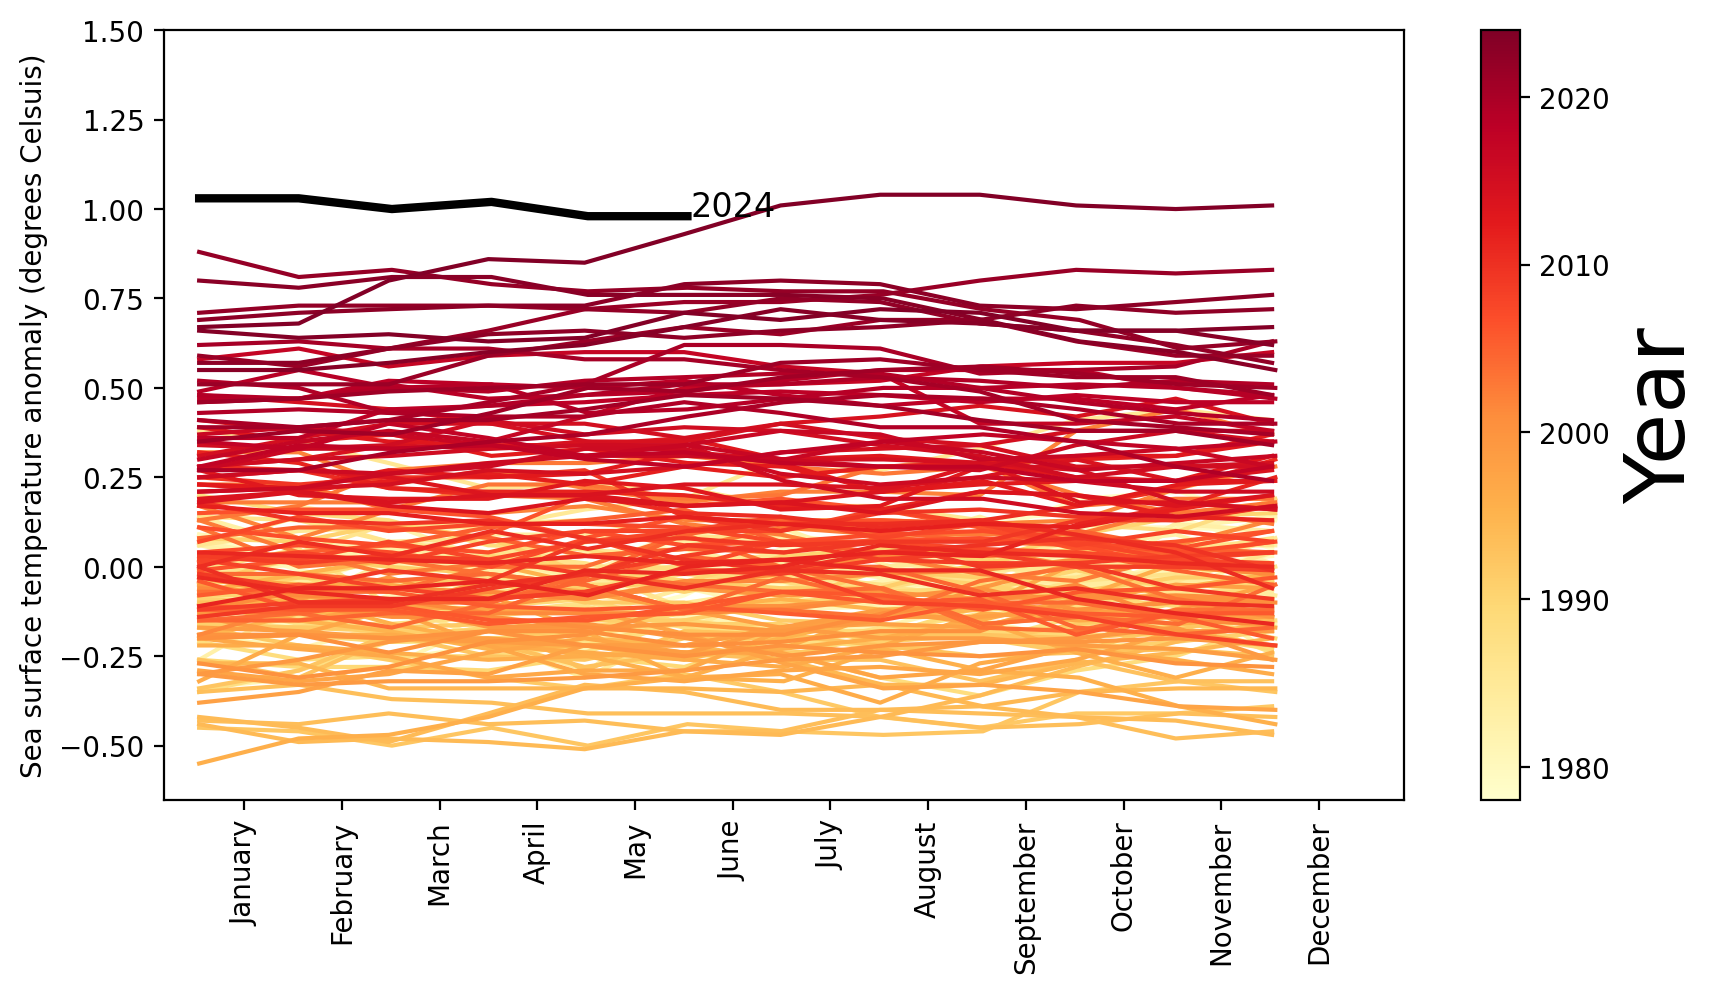 Sea surface temperature anomaly (degrees Celsuis)
1.50
1.25
1.00
0.75
0.50
0.25
0.00
−0.25
−0.50
2024
January
February
March
April
May
June
July
August
September
October
November
December
2020
2010
2000
1990
1980
Year